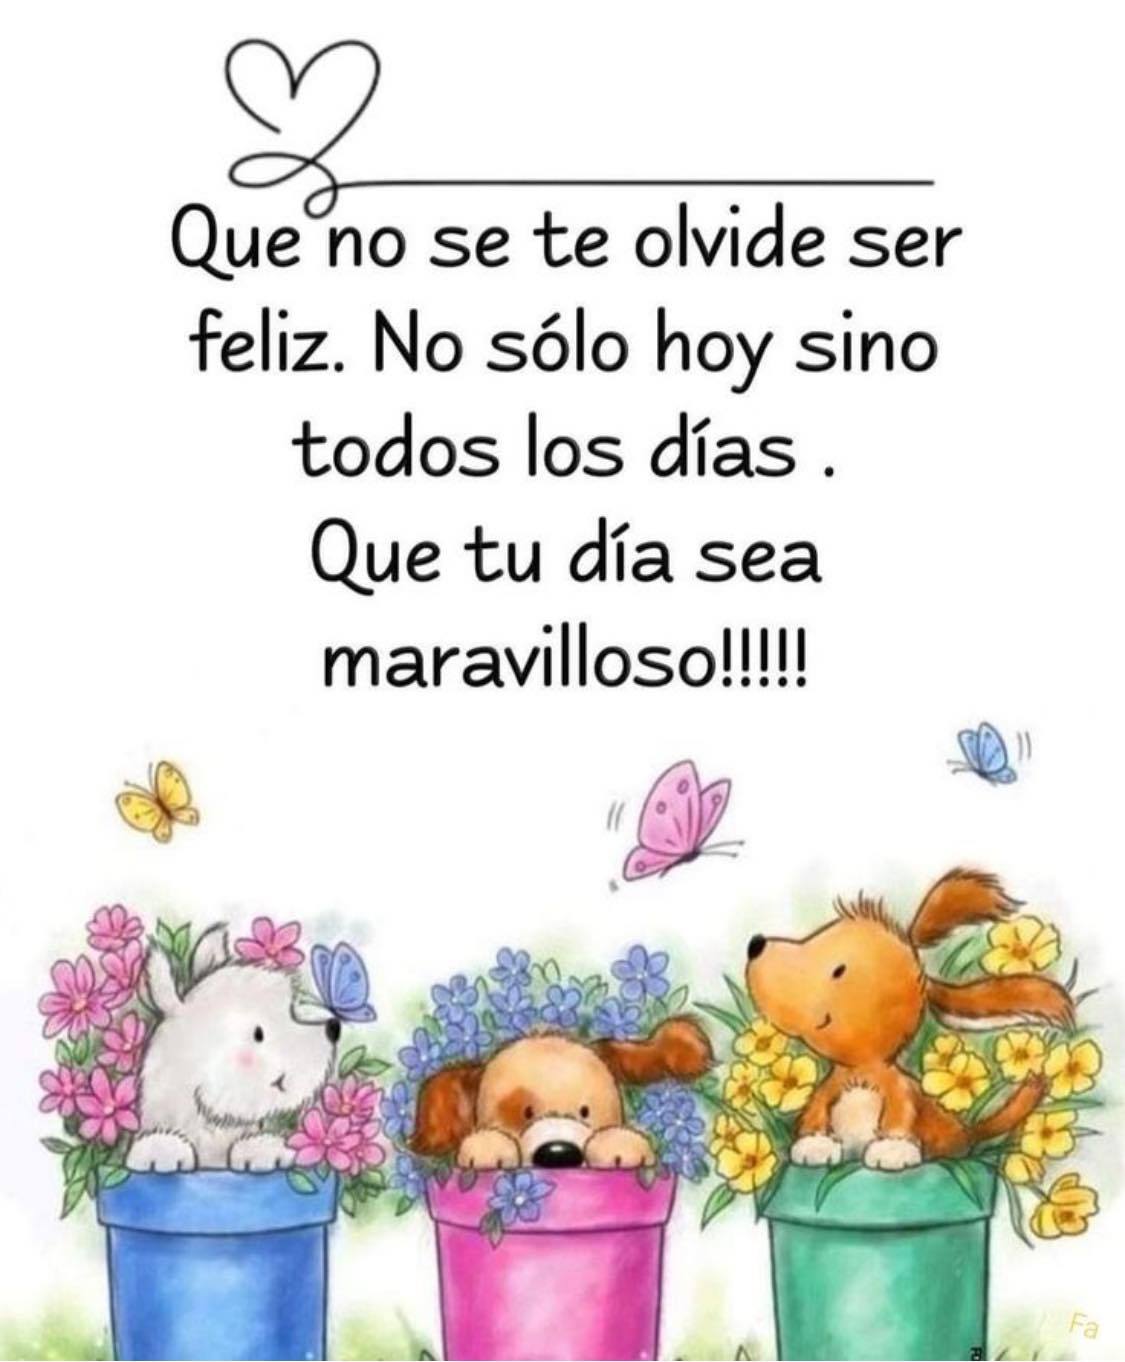 Que no se te olvide ser
feliz. No sólo hoy sino
todos los días .
Que tu día sea
maravilloso!!!!!
Fa